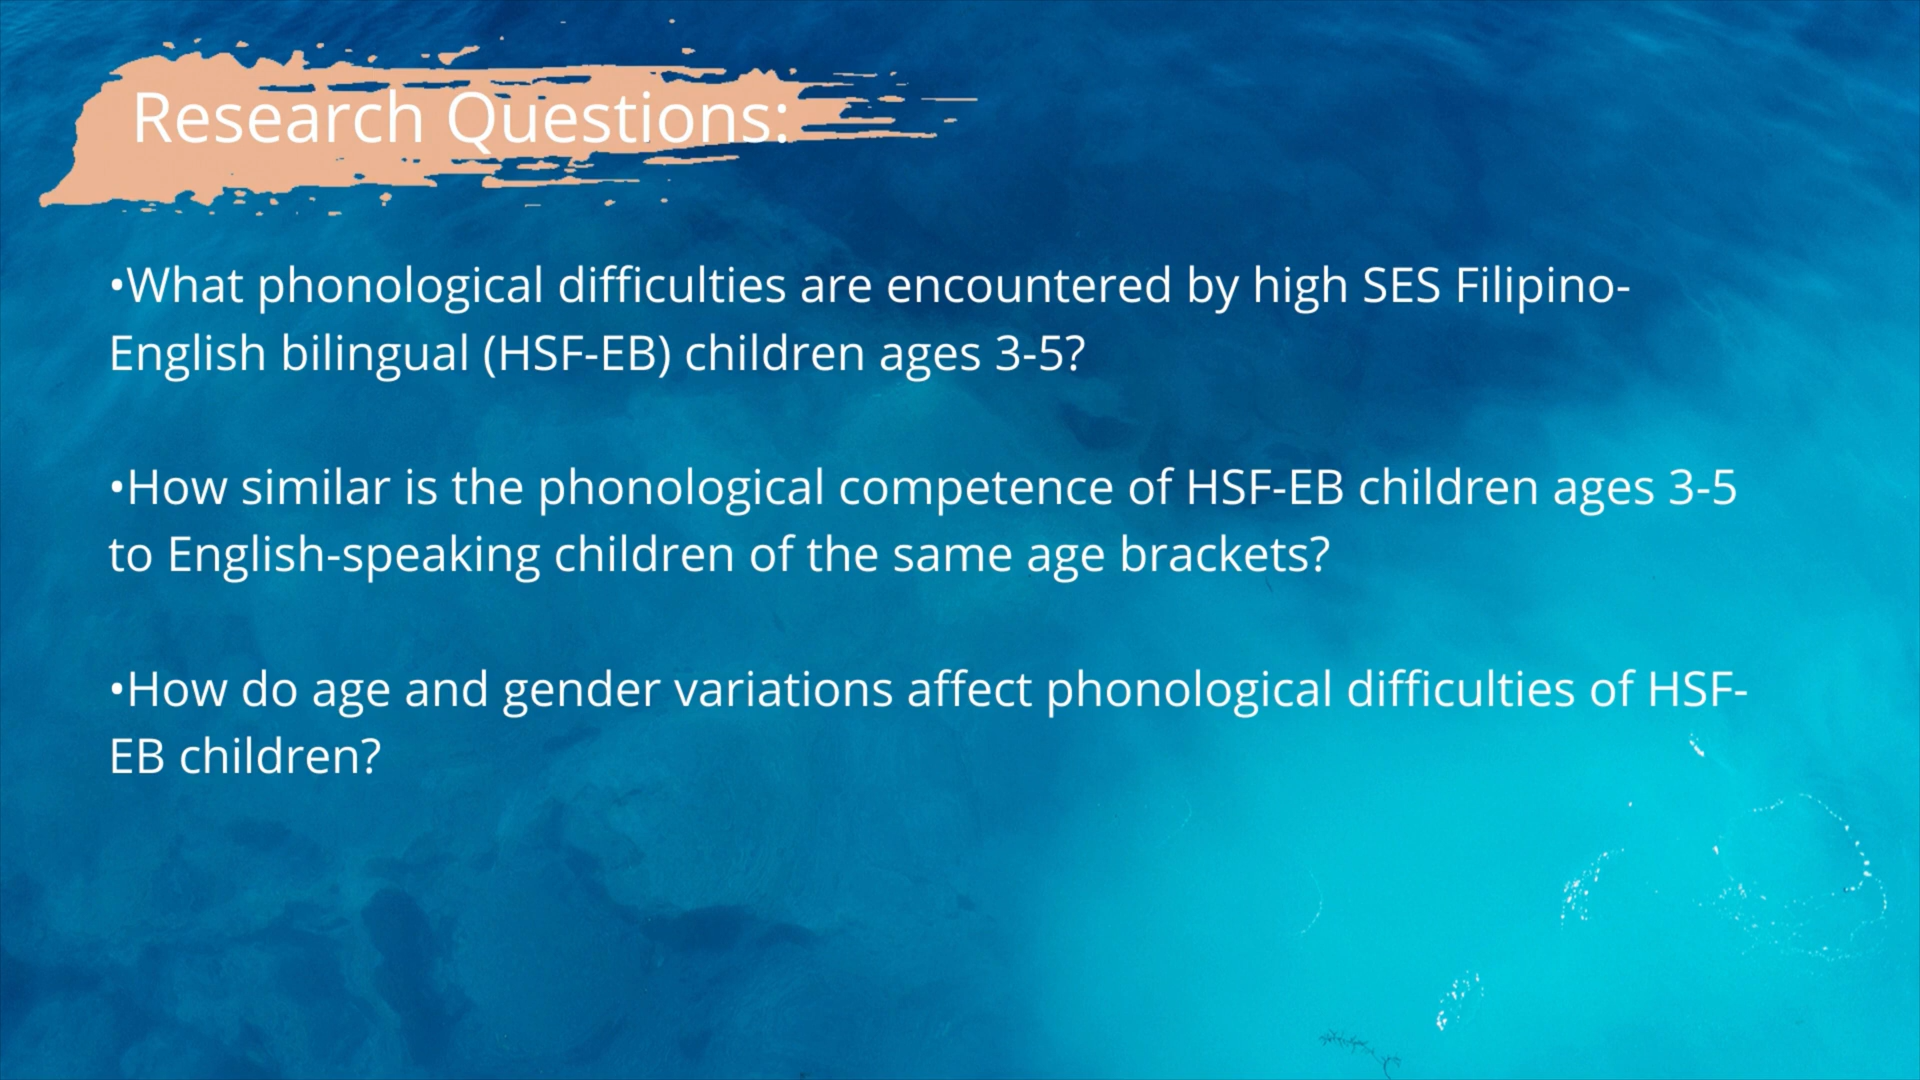 Research Questions:
•What phonological difficulties are encountered by high SES Filipino-
English bilingual (HSF-EB) children ages 3-5?
•How similar is the phonological competence of HSF-EB children ages 3-5
to English-speaking children of the same age brackets?
•How do age and gender variations affect phonological difficulties of HSF-
EB children?